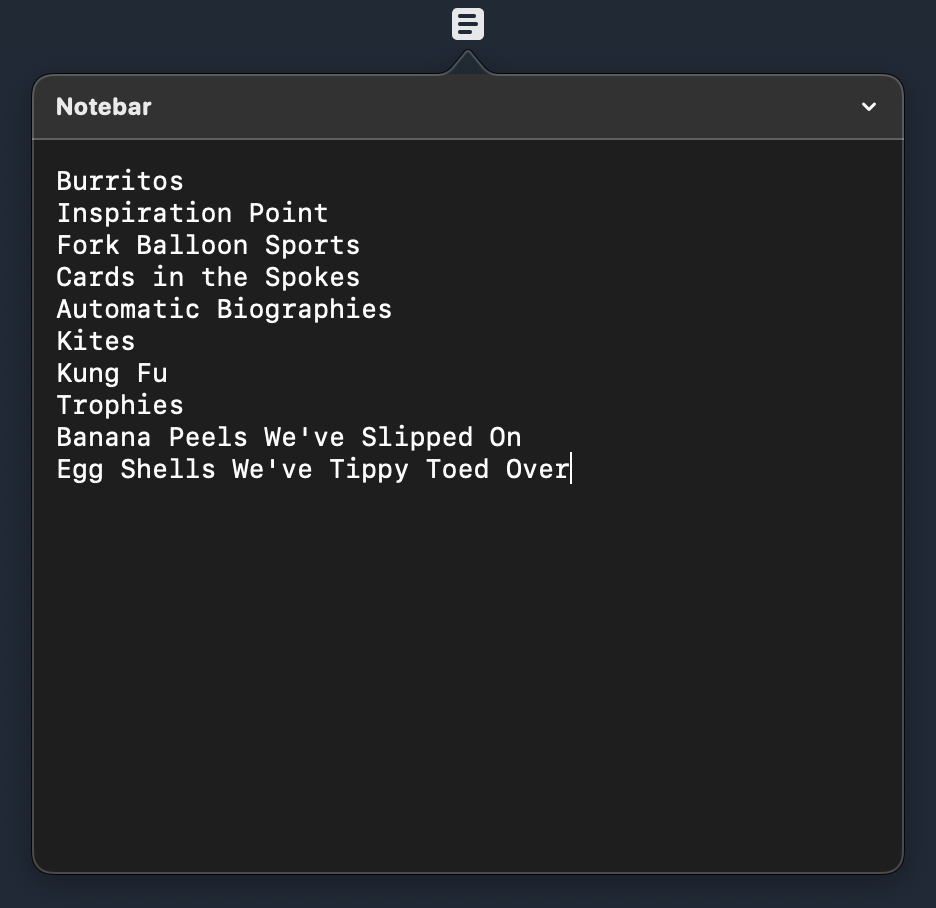 Notebar
Burritos
Inspiration Point
Fork Balloon Sports
Cards in the Spokes
Automatic Biographies
Kites
Kung Fu
Trophies
Banana Peels We've Slipped On
Egg Shells We've Tippy Toed Over